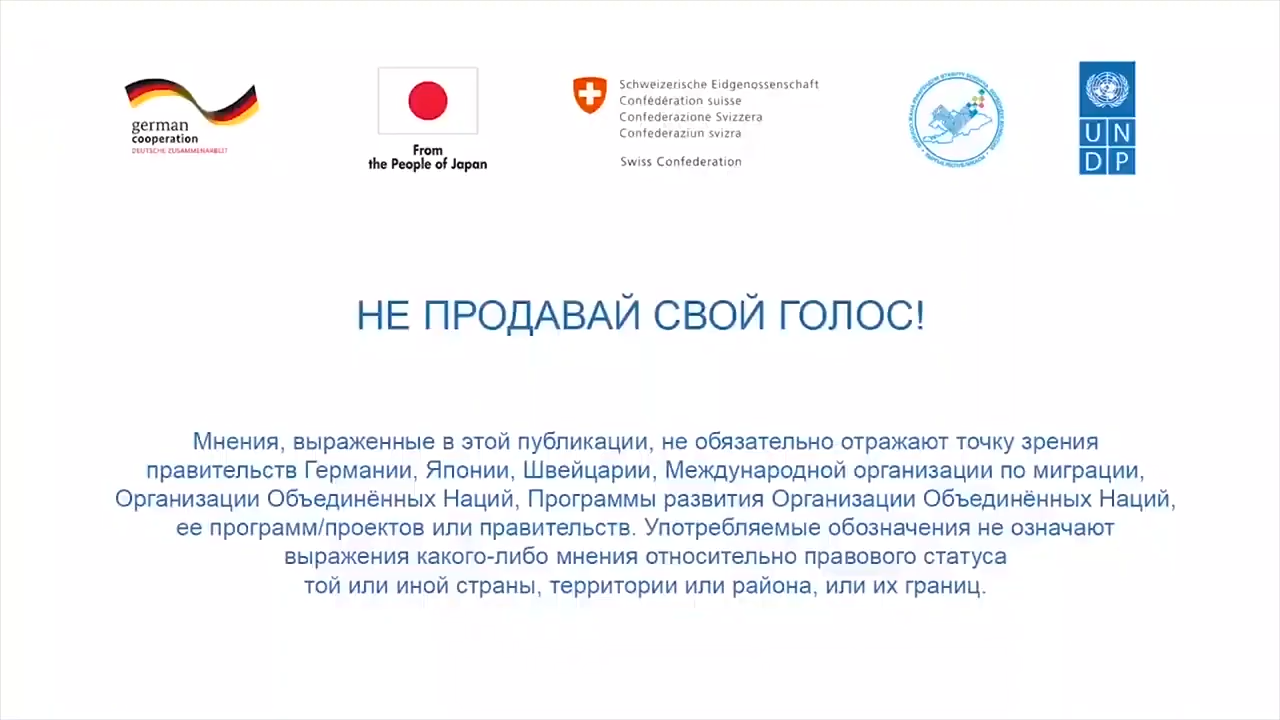 german
cooperation
DEUTSCHE ZUSAMMENARBEIT
From
the People of Japan
Schweizerische Eidgenossenschaft
Confédération suisse
Confederazione Svizzera
Confederaziun svizra
Swiss Confederation
UN
DP
НЕ ПРОДАВАЙ СВОЙ ГОЛОС!
Мнения, выраженные в этой публикации, не обязательно отражают точку зрения
правительств Германии, Японии, Швейцарии, Международной организации по миграции,
Организации Объединённых Наций, Программы развития Организации Объединённых Наций,
ее программ/проектов или правительств. Употребляемые обозначения не означают
выражения какого-либо мнения относительно правового статуса
той или иной страны, территории или района, или их границ.